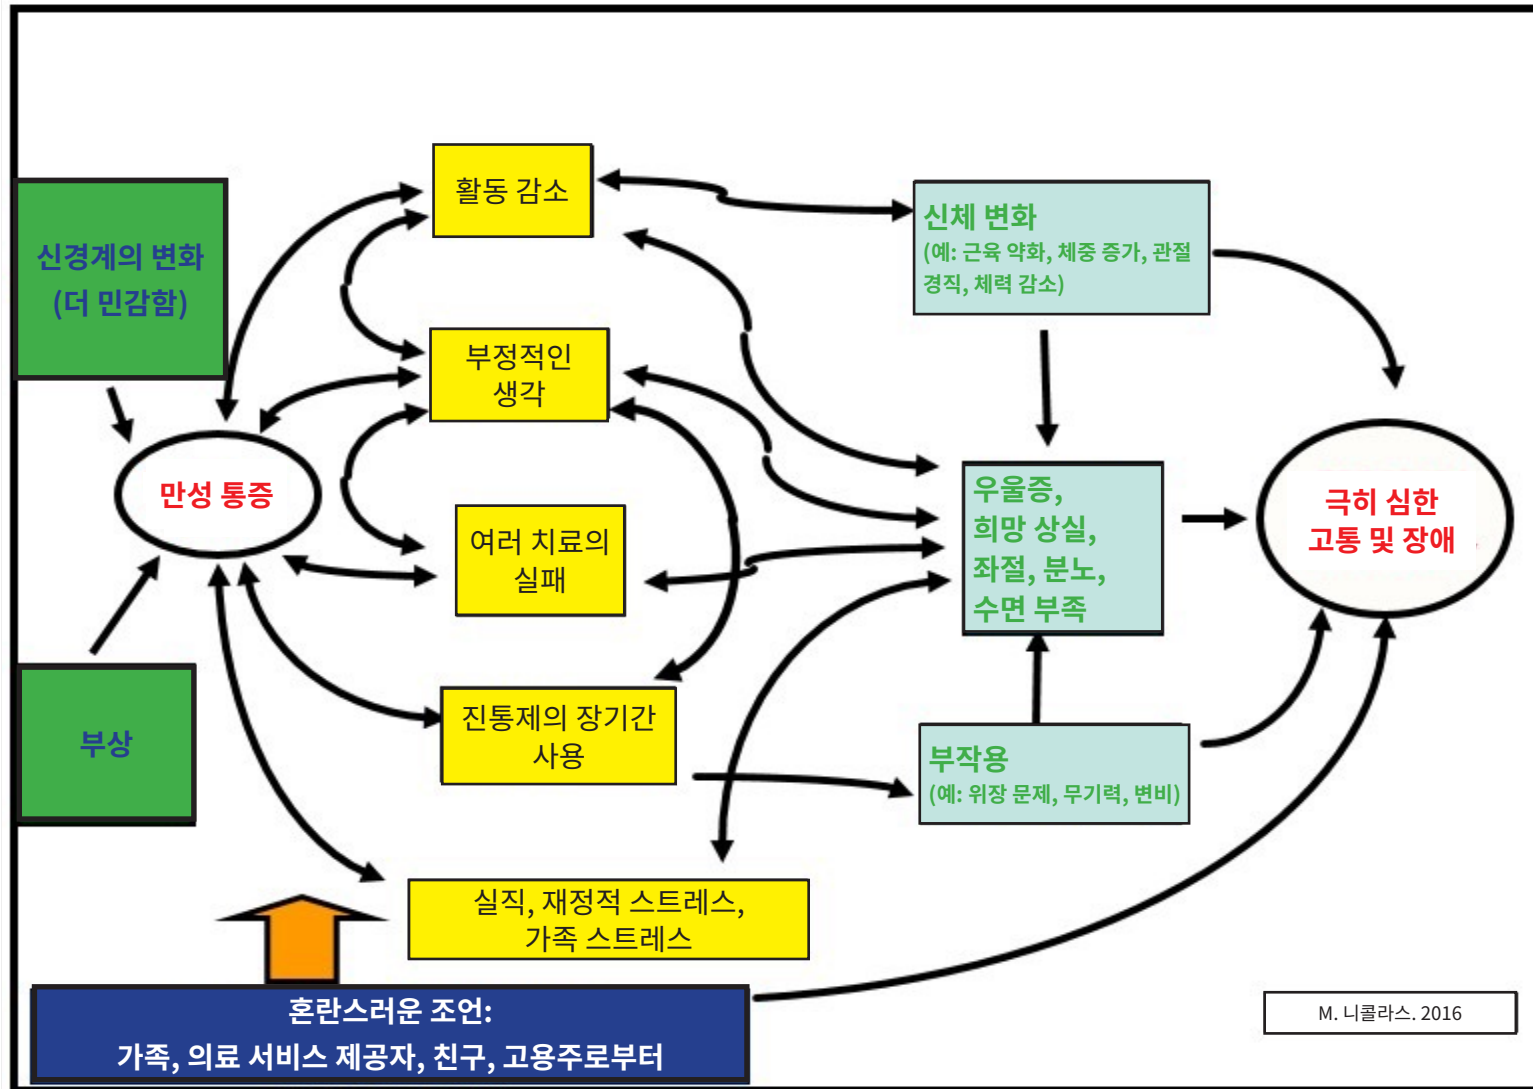 활동 감소
신경계의 변화
(더 민감함)
신체 변화
(예: 근육 약화, 체중 증가, 관절
경직, 체력 감소)
부정적인
생각
만성 통증
우울증,
희망 상실,
좌절, 분노,
수면 부족
극히 심한
고통 및 장애
여러 치료의
실패
부상
진통제의 장기간
사용
부작용
(예: 위장 문제, 무기력, 변비)
실직, 재정적 스트레스,
가족 스트레스
혼란스러운 조언:
가족, 의료 서비스 제공자, 친구, 고용주로부터
M. 니콜라스. 2016